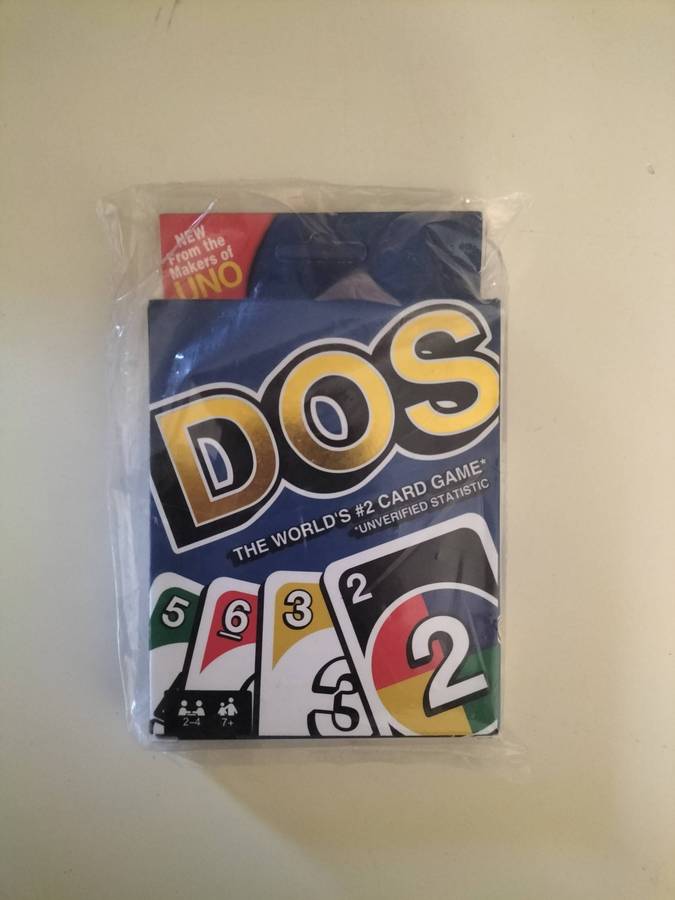 NEW
From the
Makers of
UNO
DOS
THE WORLD'S #2 CARD GAME*
*UNVERIFIED STATISTIC
5
6
3
2
3
2
2-4
7+